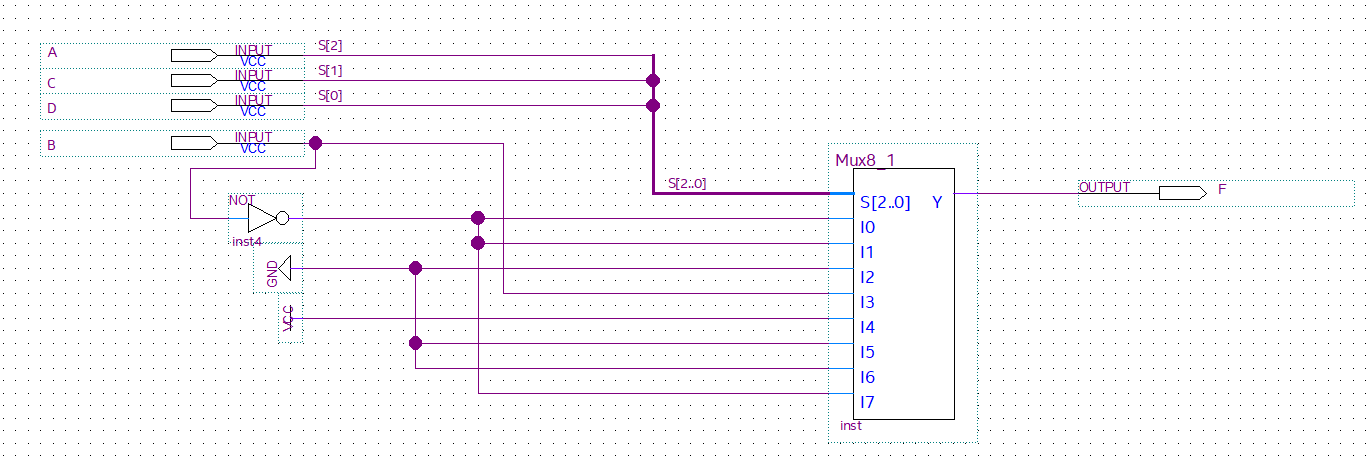 A INPUT VCC S[2]
C INPUT VCC S[1]
D INPUT VCC S[0]
B INPUT VCC
Mux8_1
S[2..0]
S[2..0] Y
OUTPUT F
NOT
inst4
GND
VCC
I0
I1
I2
I3
I4
I5
I6
I7
inst